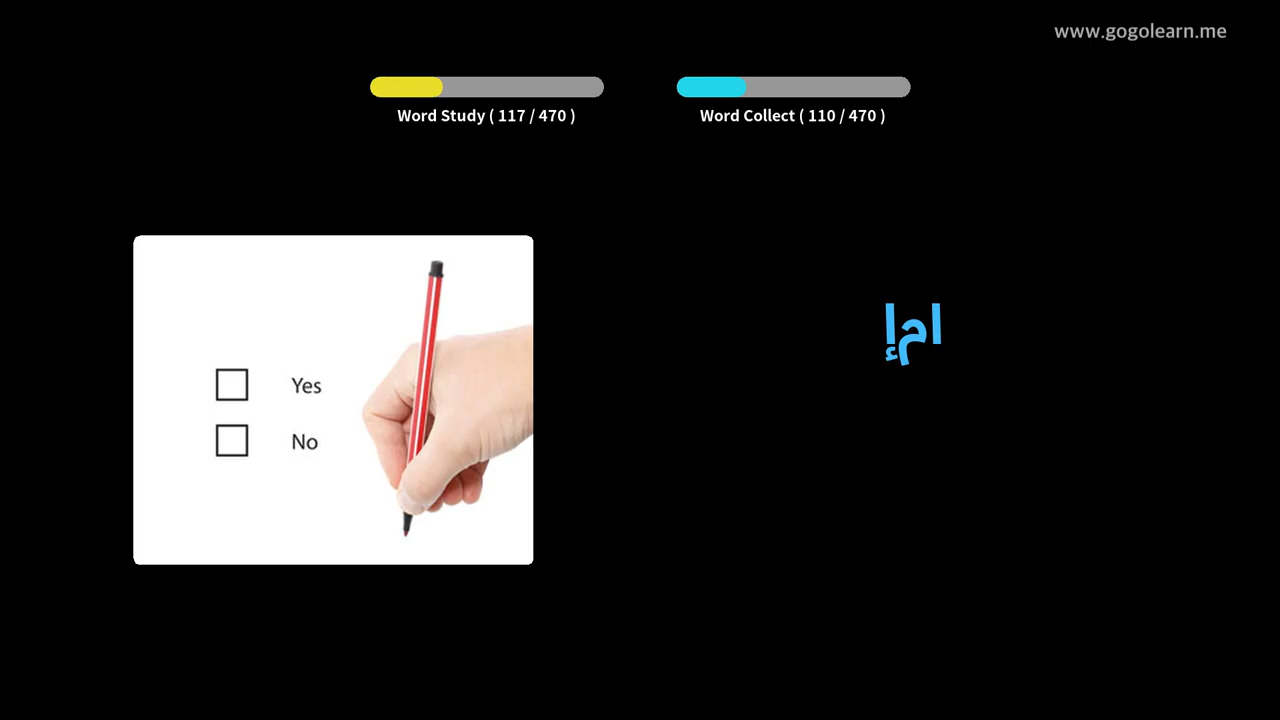 www.gogolearn.me
Word Study ( 117 / 470 )
Word Collect ( 110 / 470 )
Yes
No
إما